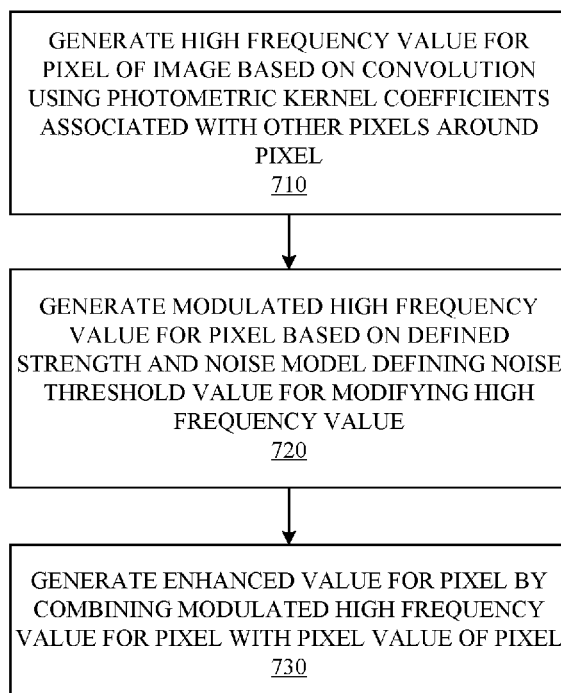 GENERATE HIGH FREQUENCY VALUE FOR
PIXEL OF IMAGE BASED ON CONVOLUTION
USING PHOTOMETRIC KERNEL COEFFICIENTS
ASSOCIATED WITH OTHER PIXELS AROUND
PIXEL
710
GENERATE MODULATED HIGH FREQUENCY
VALUE FOR PIXEL BASED ON DEFINED
STRENGTH AND NOISE MODEL DEFINING NOISE
THRESHOLD VALUE FOR MODIFYING HIGH
FREQUENCY VALUE
720
GENERATE ENHANCED VALUE FOR PIXEL BY
COMBINING MODULATED HIGH FREQUENCY
VALUE FOR PIXEL WITH PIXEL VALUE OF PIXEL
730